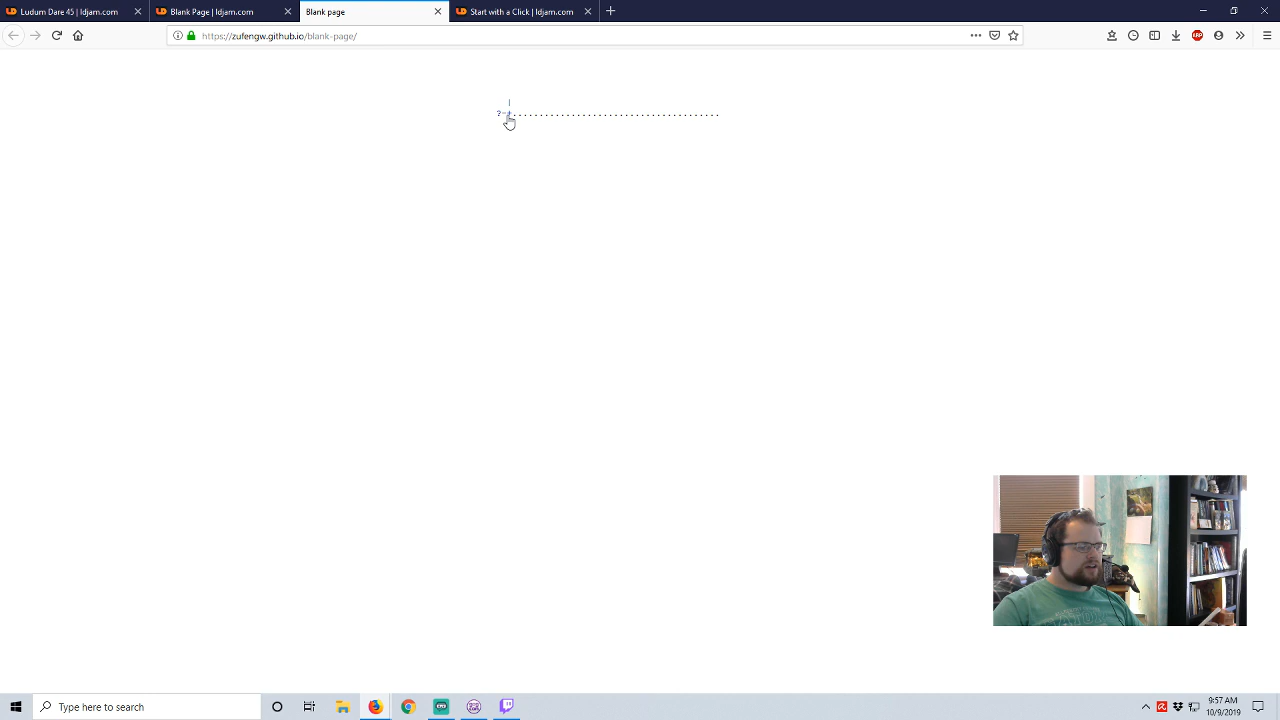 Ludum Dare 45 | ldjam.com
Blank Page | ldjam.com
Blank page
Start with a Click | ldjam.com
https://zufengw.github.io/blank-page/
ABP
?
Type here to search
9:57 AM
10/9/2019